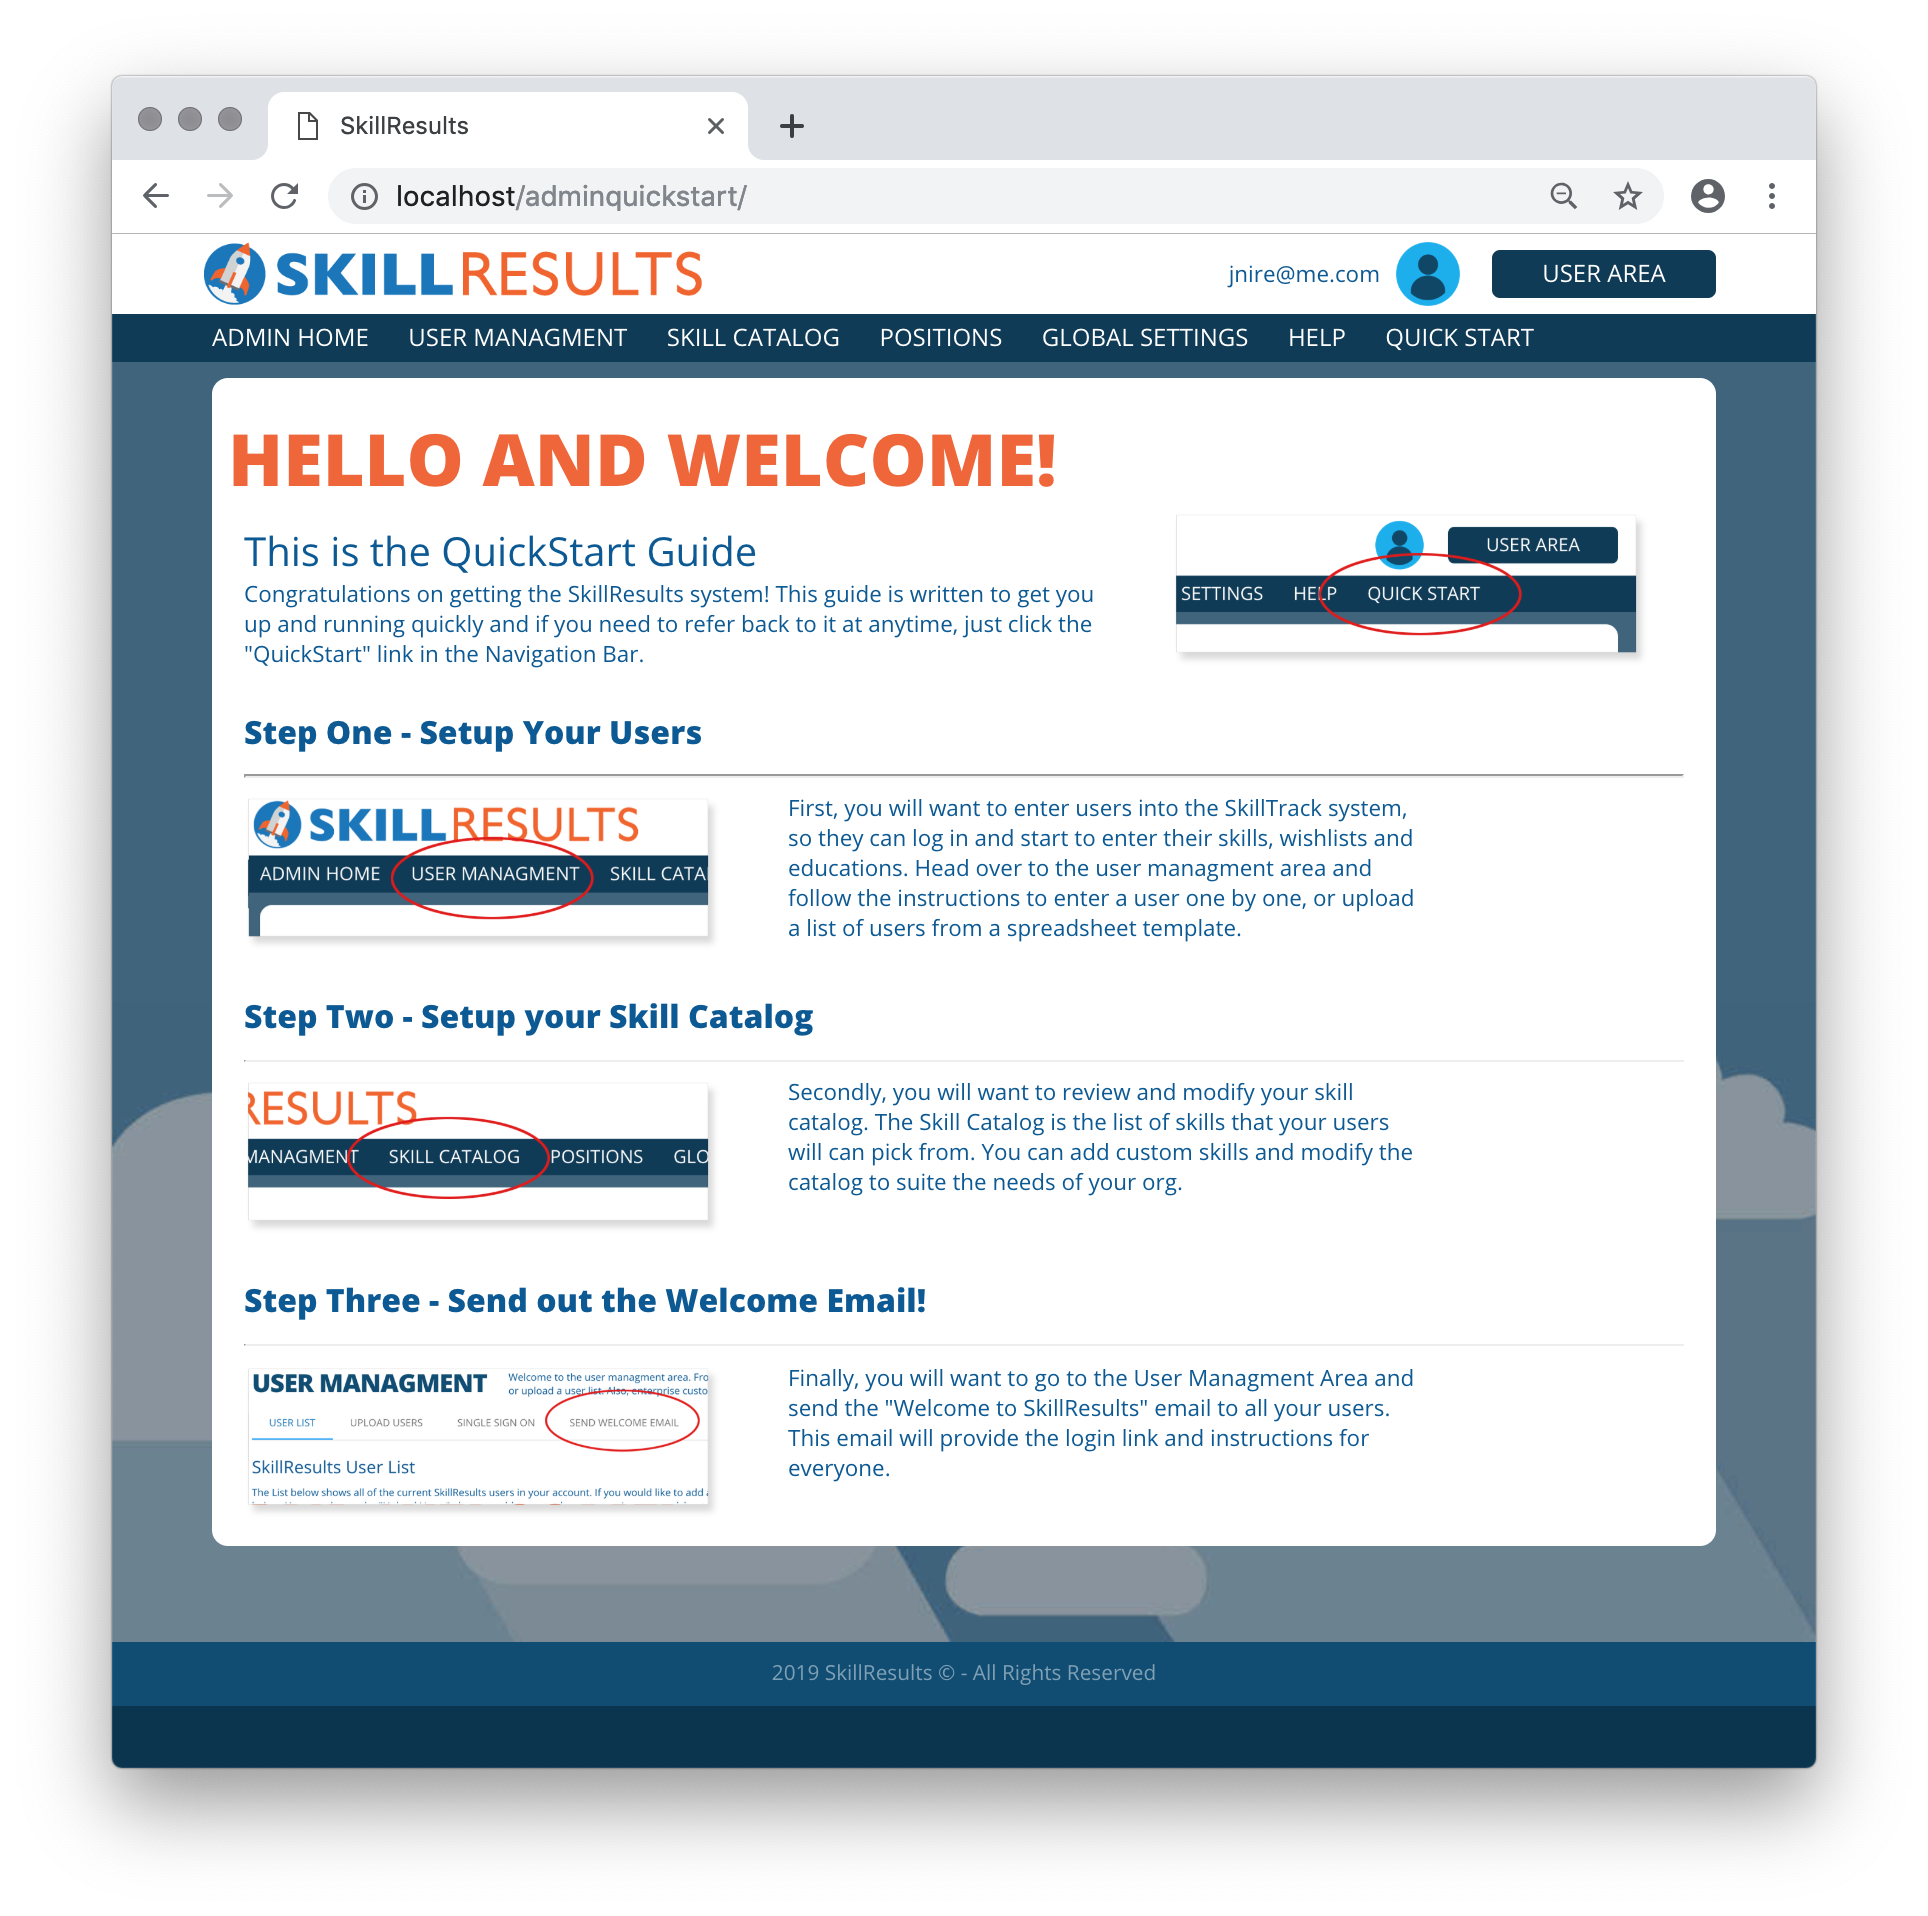 SkillResults
localhost/adminquickstart/
SKILLRESULTS
jnire@me.com
USER AREA
ADMIN HOME USER MANAGMENT SKILL CATALOG POSITIONS GLOBAL SETTINGS HELP QUICK START
HELLO AND WELCOME!
This is the QuickStart Guide
Congratulations on getting the SkillResults system! This guide is written to get you
up and running quickly and if you need to refer back to it at anytime, just click the
"QuickStart" link in the Navigation Bar.
USER AREA
SETTINGS HELP QUICK START
Step One - Setup Your Users
SKILLRESULTS
ADMIN HOME USER MANAGMENT SKILL CATA
First, you will want to enter users into the SkillTrack system,
so they can log in and start to enter their skills, wishlists and
educations. Head over to the user managment area and
follow the instructions to enter a user one by one, or upload
a list of users from a spreadsheet template.
Step Two - Setup your Skill Catalog
RESULTS
MANAGMENT SKILL CATALOG POSITIONS GLO
Secondly, you will want to review and modify your skill
catalog. The Skill Catalog is the list of skills that your users
will can pick from. You can add custom skills and modify the
catalog to suite the needs of your org.
Step Three - Send out the Welcome Email!
USER MANAGMENT
Welcome to the user managment area. Fro
or upload a user list. Also, enterprise custo
USER LIST UPLOAD USERS SINGLE SIGN ON SEND WELCOME EMAIL
SkillResults User List
The List below shows all of the current SkillResults users in your account. If you would like to add
Finally, you will want to go to the User Managment Area and
send the "Welcome to SkillResults" email to all your users.
This email will provide the login link and instructions for
everyone.
2019 SkillResults © - All Rights Reserved